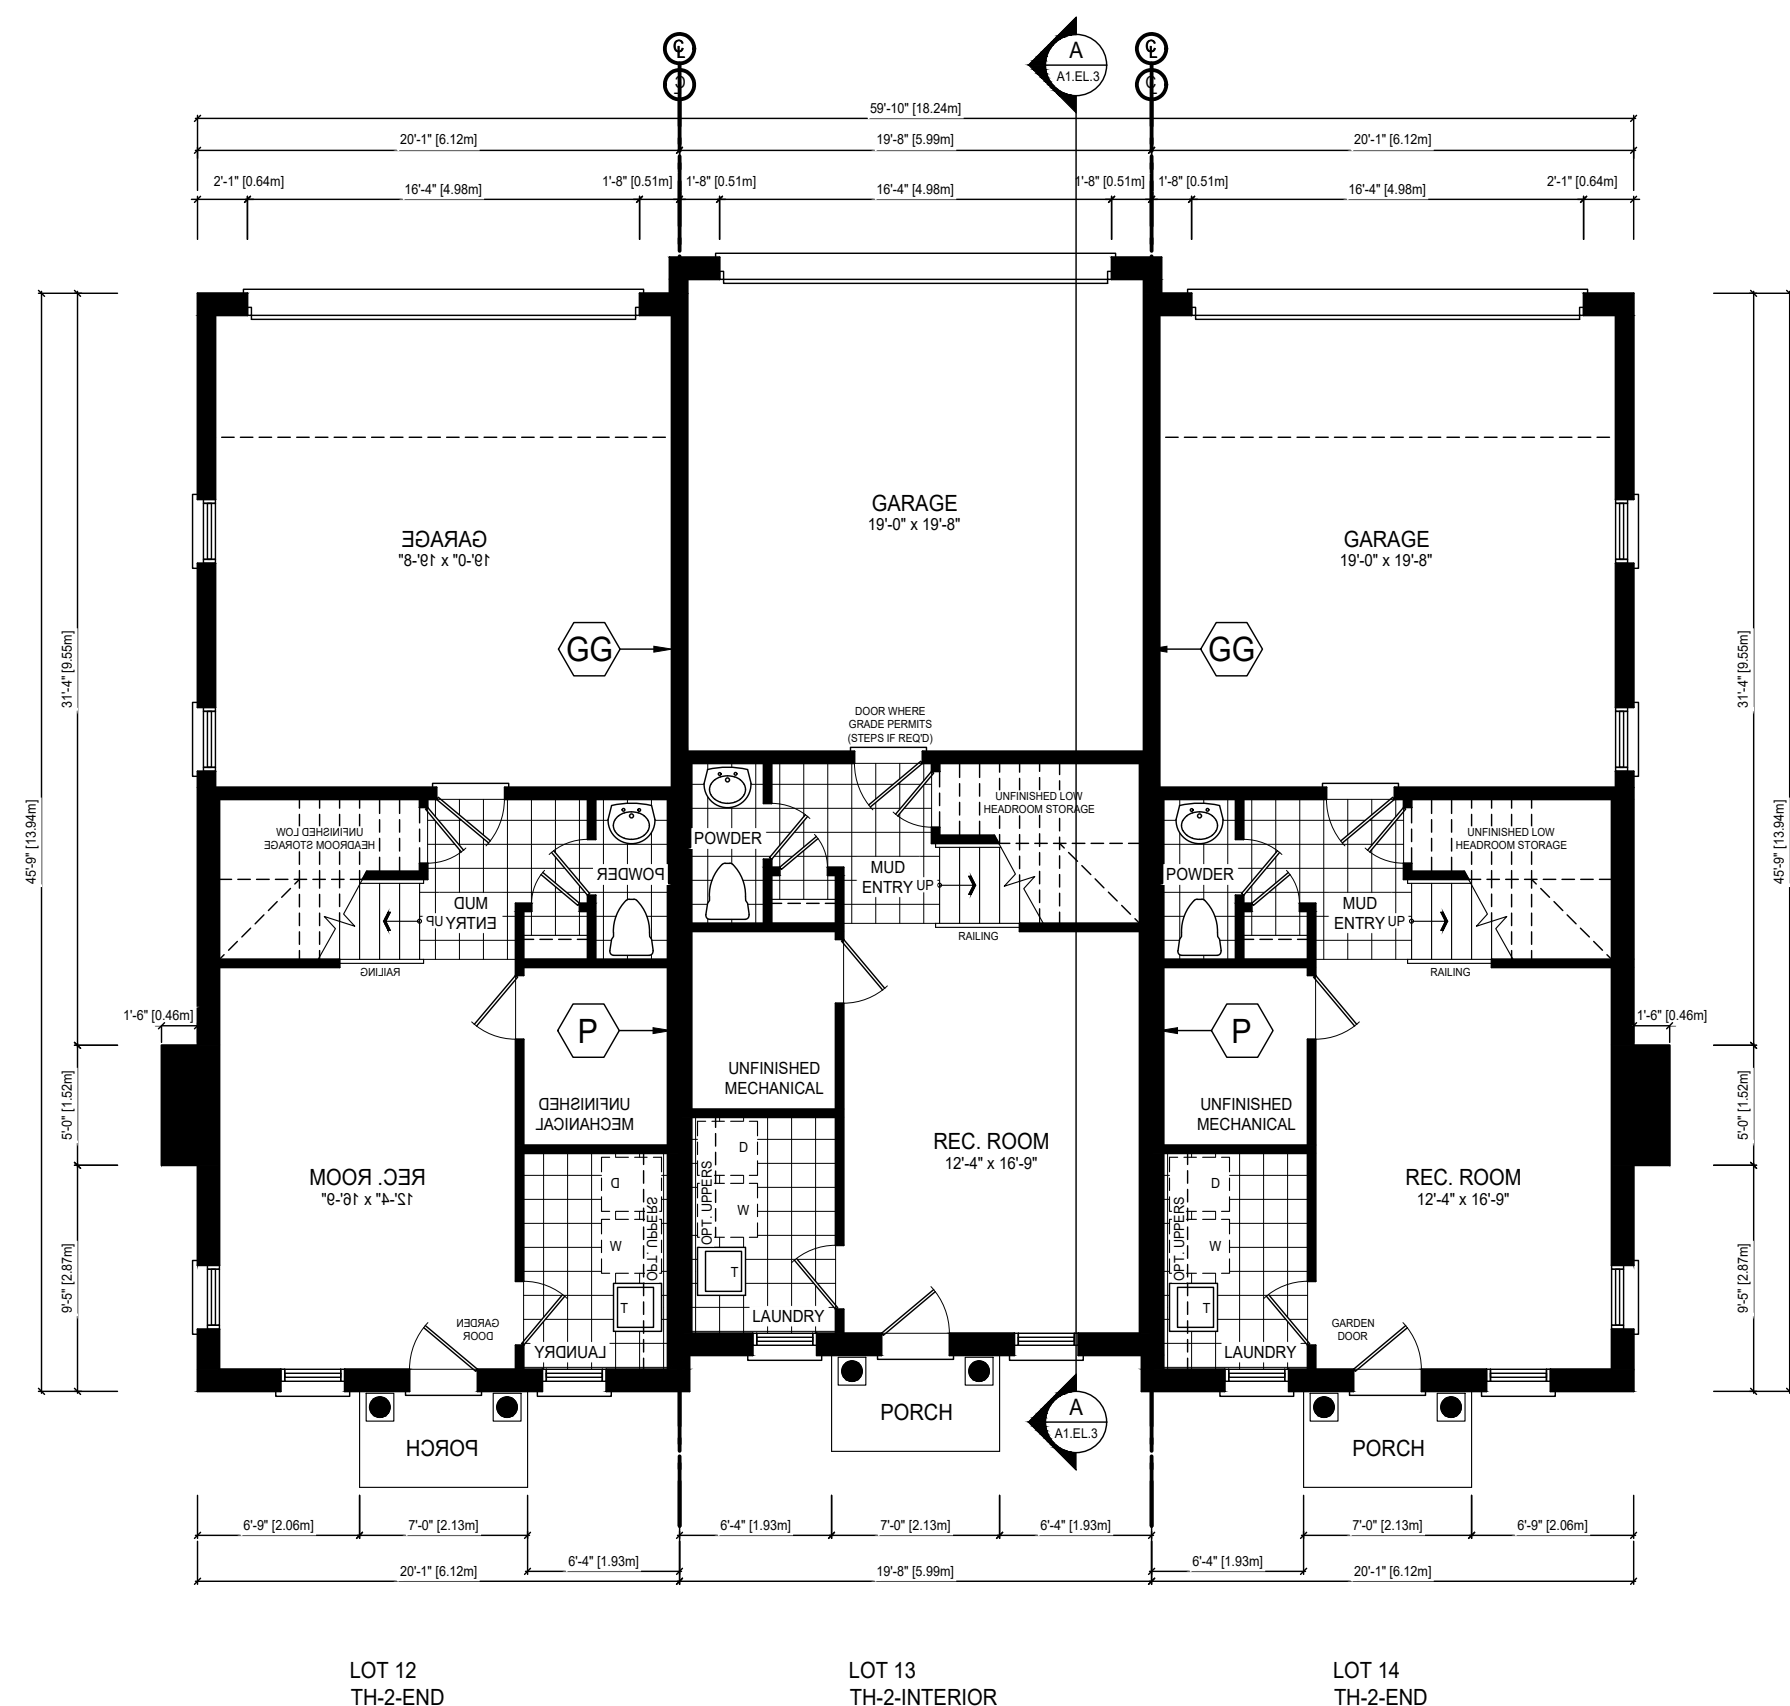 A
A1.EL.3
59'-10" [18.24m]
20'-1" [6.12m]
19'-8" [5.99m]
20'-1" [6.12m]
2'-1" [0.64m]
16'-4" [4.98m]
1'-8" [0.51m]
1'-8" [0.51m]
16'-4" [4.98m]
1'-8" [0.51m]
1'-8" [0.51m]
16'-4" [4.98m]
2'-1" [0.64m]
45'-9" [13.94m]
31'-4" [9.55m]
1'-6" [0.46m]
5'-0" [1.52m]
9'-5" [2.87m]
GARAGE
19'-0" x 19'-8"
GG
UNFINISHED LOW
HEADROOM STORAGE
POWDER
MUD
ENTRY
UP
RAILING
P
UNFINISHED
MECHANICAL
REC. ROOM
12'-4" x 16'-9"
D
W
T
OPT. UPPERS
GARDEN
DOOR
LAUNDRY
PORCH
GARAGE
19'-0" x 19'-8"
DOOR WHERE
GRADE PERMITS
(STEPS IF REQ'D)
POWDER
UNFINISHED LOW
HEADROOM STORAGE
MUD
ENTRY
UP
RAILING
UNFINISHED
MECHANICAL
D
OPT. UPPERS
W
T
LAUNDRY
REC. ROOM
12'-4" x 16'-9"
PORCH
A
A1.EL.3
GARAGE
19'-0" x 19'-8"
GG
UNFINISHED LOW
HEADROOM STORAGE
POWDER
MUD
ENTRY
UP
RAILING
P
UNFINISHED
MECHANICAL
D
OPT. UPPERS
W
T
REC. ROOM
12'-4" x 16'-9"
GARDEN
DOOR
LAUNDRY
PORCH
31'-4" [9.55m]
45'-9" [13.94m]
1'-6" [0.46m]
5'-0" [1.52m]
9'-5" [2.87m]
6'-9" [2.06m]
7'-0" [2.13m]
6'-4" [1.93m]
7'-0" [2.13m]
6'-4" [1.93m]
7'-0" [2.13m]
6'-9" [2.06m]
20'-1" [6.12m]
6'-4" [1.93m]
19'-8" [5.99m]
6'-4" [1.93m]
20'-1" [6.12m]
LOT 12
TH-2-END
LOT 13
TH-2-INTERIOR
LOT 14
TH-2-END